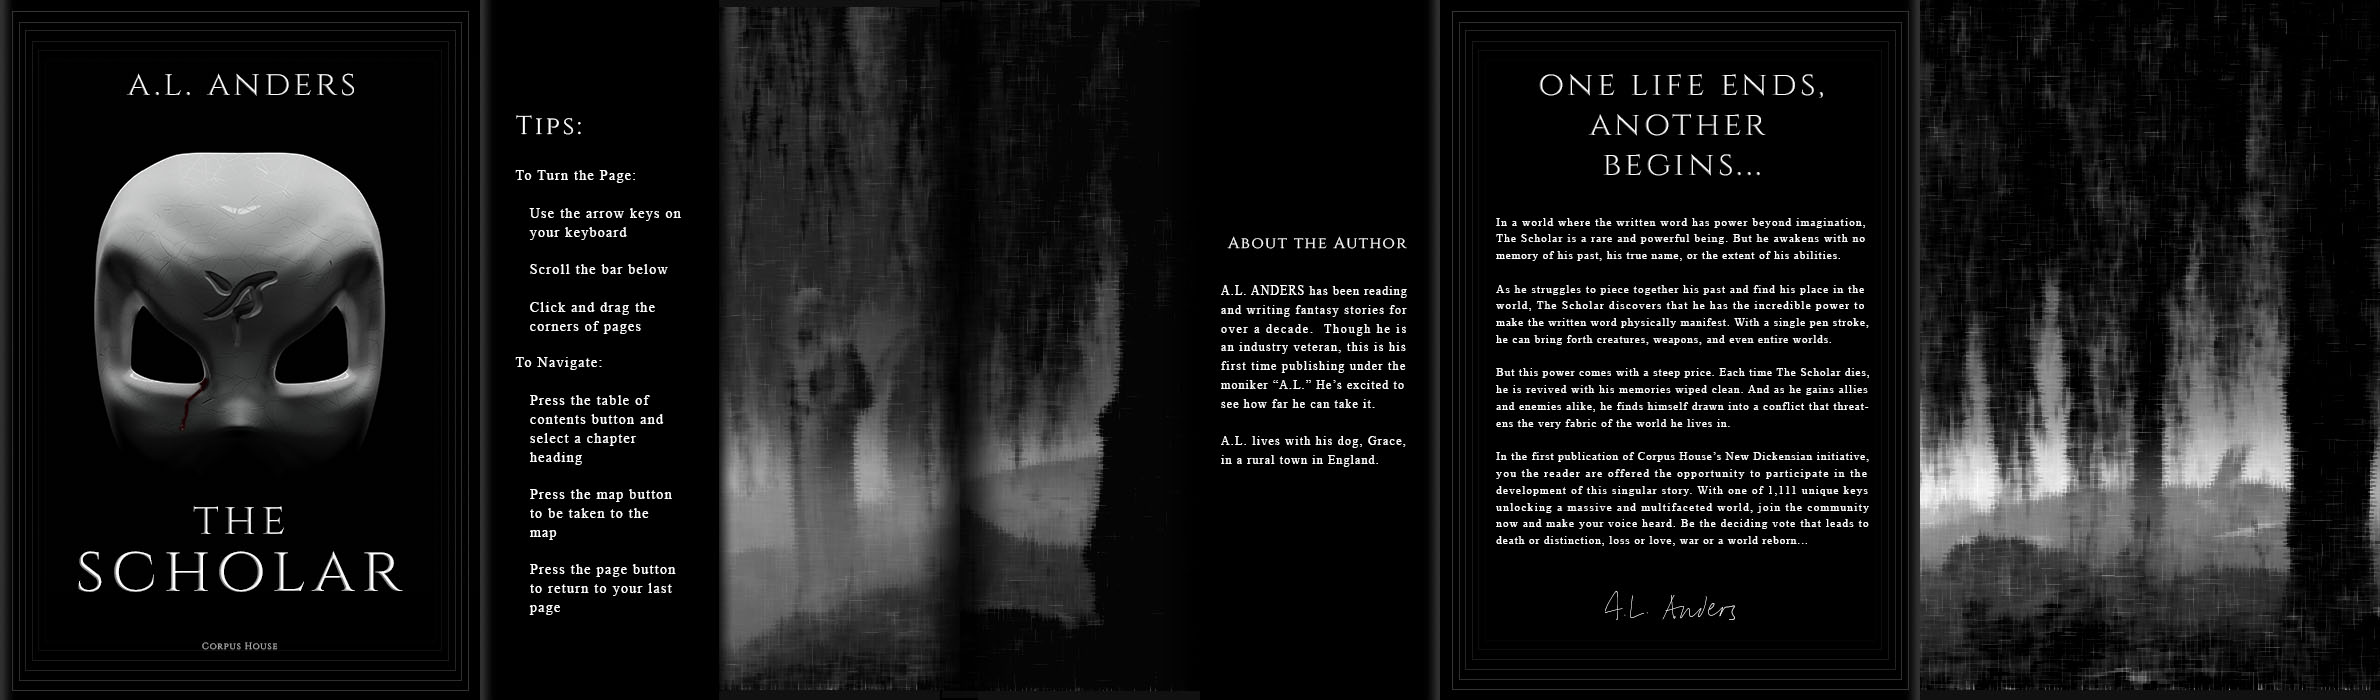 A.L. ANDERS
THE
SCHOLAR
CORPUS HOUSE
TIPS:
To Turn the Page:
Use the arrow keys on
your keyboard
Scroll the bar below
Click and drag the
corners of pages
To Navigate:
Press the table of
contents button and
select a chapter
heading
Press the map button
to be taken to the
map
Press the page button
to return to your last
page
ABOUT THE AUTHOR
A.L. ANDERS has been reading
and writing fantasy stories for
over a decade. Though he is
an industry veteran, this is his
first time publishing under the
moniker “A.L.” He’s excited to
see how far he can take it.
A.L. lives with his dog, Grace,
in a rural town in England.
ONE LIFE ENDS,
ANOTHER
BEGINS...
In a world where the written word has power beyond imagination,
The Scholar is a rare and powerful being. But he awakens with no
memory of his past, his true name, or the extent of his abilities.
As he struggles to piece together his past and find his place in the
world, The Scholar discovers that he has the incredible power to
make the written word physically manifest. With a single pen stroke,
he can bring forth creatures, weapons, and even entire worlds.
But this power comes with a steep price. Each time The Scholar dies,
he is revived with his memories wiped clean. And as he gains allies
and enemies alike, he finds himself drawn into a conflict that threat-
ens the very fabric of the world he lives in.
In the first publication of Corpus House’s New Dickensian initiative,
you the reader are offered the opportunity to participate in the
development of this singular story. With one of 1,111 unique keys
unlocking a massive and multifaceted world, join the community
now and make your voice heard. Be the deciding vote that leads to
death or distinction, loss or love, war or a world reborn...
A.L. Anders